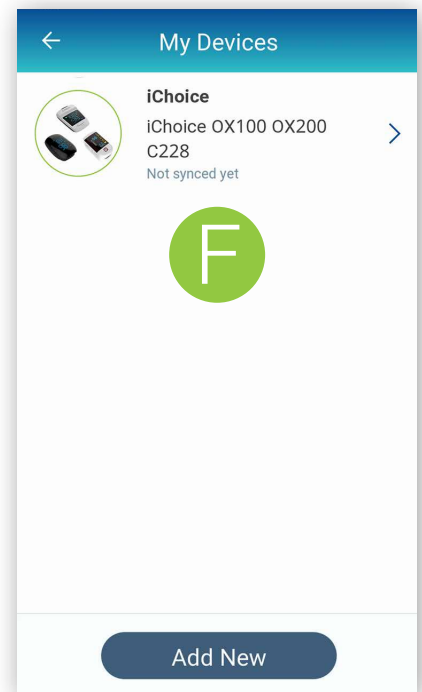 My Devices
iChoice
iChoice OX100 OX200
C228
Not synced yet
F
Add New